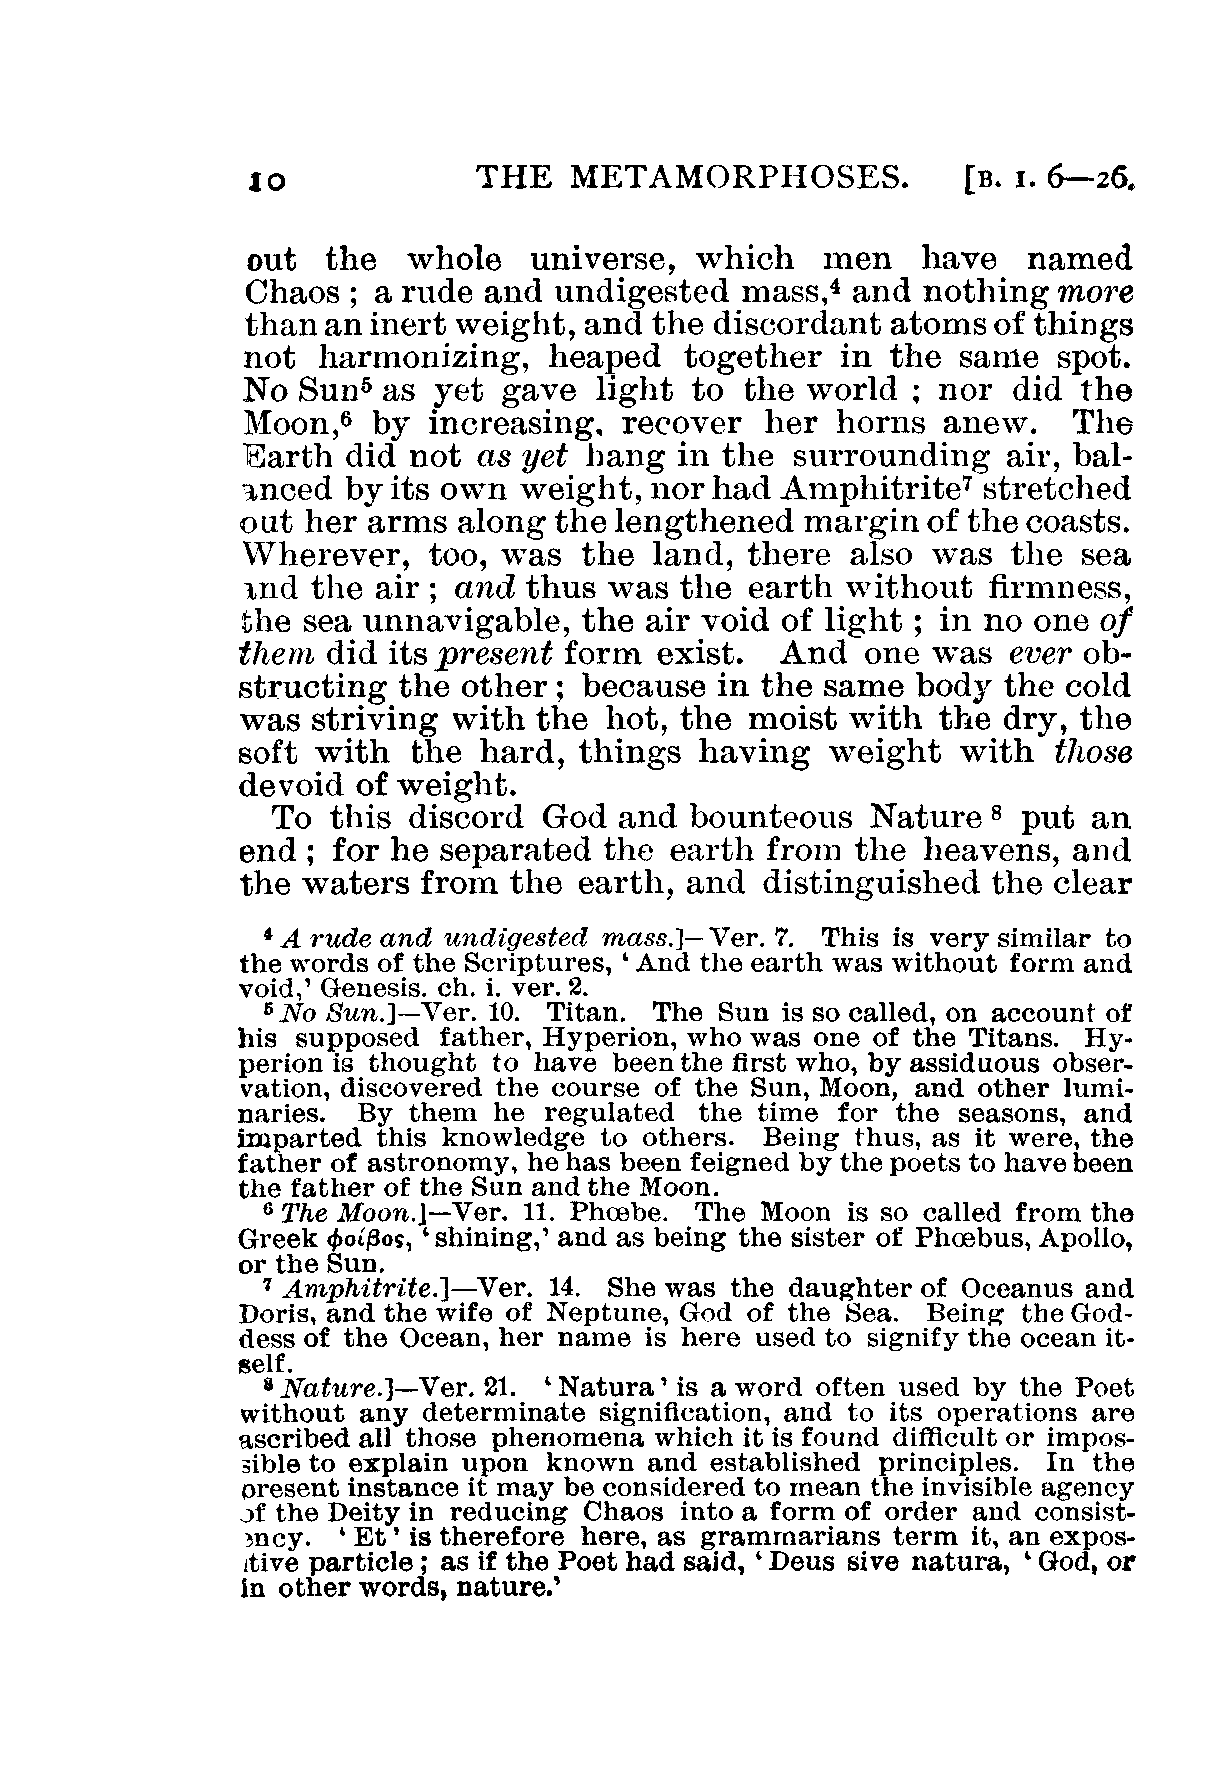 10 THE METAMORPHOSES. [B. I. 6—26.
out the whole universe, which men have named
Chaos ; a rude and undigested mass,⁴ and nothing more
than an inert weight, and the discordant atoms of things
not harmonizing, heaped together in the same spot.
No Sun⁵ as yet gave light to the world ; nor did the
Moon,⁶ by increasing, recover her horns anew. The
Earth did not as yet hang in the surrounding air, bal-
anced by its own weight, nor had Amphitrite⁷ stretched
out her arms along the lengthened margin of the coasts.
Wherever, too, was the land, there also was the sea
and the air ; and thus was the earth without firmness,
the sea unnavigable, the air void of light ; in no one of
them did its present form exist. And one was ever ob-
structing the other ; because in the same body the cold
was striving with the hot, the moist with the dry, the
soft with the hard, things having weight with those
devoid of weight.
To this discord God and bounteous Nature ⁸ put an
end ; for he separated the earth from the heavens, and
the waters from the earth, and distinguished the clear
⁴ A rude and undigested mass.]—Ver. 7. This is very similar to
the words of the Scriptures, ‘ And the earth was without form and
void,’ Genesis. ch. i. ver. 2.
⁵ No Sun.]—Ver. 10. Titan. The Sun is so called, on account of
his supposed father, Hyperion, who was one of the Titans. Hy-
perion is thought to have been the first who, by assiduous obser-
vation, discovered the course of the Sun, Moon, and other lumi-
naries. By them he regulated the time for the seasons, and
imparted this knowledge to others. Being thus, as it were, the
father of astronomy, he has been feigned by the poets to have been
the father of the Sun and the Moon.
⁶ The Moon.]—Ver. 11. Phœbe. The Moon is so called from the
Greek φοίβος, ‘ shining,’ and as being the sister of Phœbus, Apollo,
or the Sun.
⁷ Amphitrite.]—Ver. 14. She was the daughter of Oceanus and
Doris, and the wife of Neptune, God of the Sea. Being the God-
dess of the Ocean, her name is here used to signify the ocean it-
self.
⁸ Nature.]—Ver. 21. ‘ Natura ’ is a word often used by the Poet
without any determinate signification, and to its operations are
ascribed all those phenomena which it is found difficult or impos-
sible to explain upon known and established principles. In the
present instance it may be considered to mean the invisible agency
of the Deity in reducing Chaos into a form of order and consist-
ency. ‘ Et ’ is therefore here, as grammarians term it, an expos-
itive particle ; as if the Poet had said, ‘ Deus sive natura, ‘ God, or
in other words, nature.’